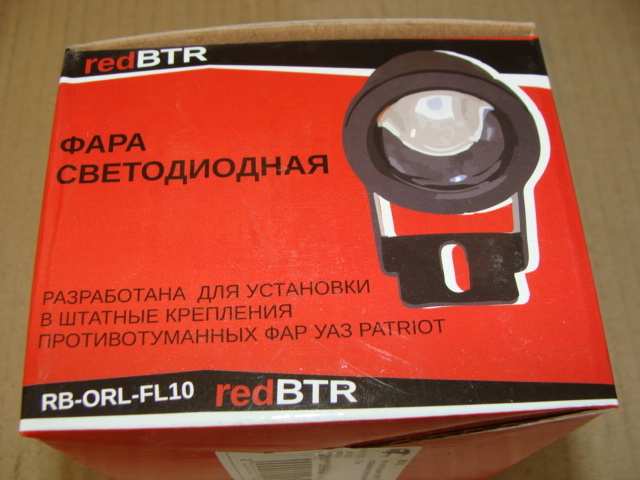 redBTR
ФАРА
СВЕТОДИОДНАЯ
РАЗРАБОТАНА ДЛЯ УСТАНОВКИ
В ШТАТНЫЕ КРЕПЛЕНИЯ
ПРОТИВОТУМАННЫХ ФАР УАЗ PATRIOT
RB-ORL-FL10 redBTR